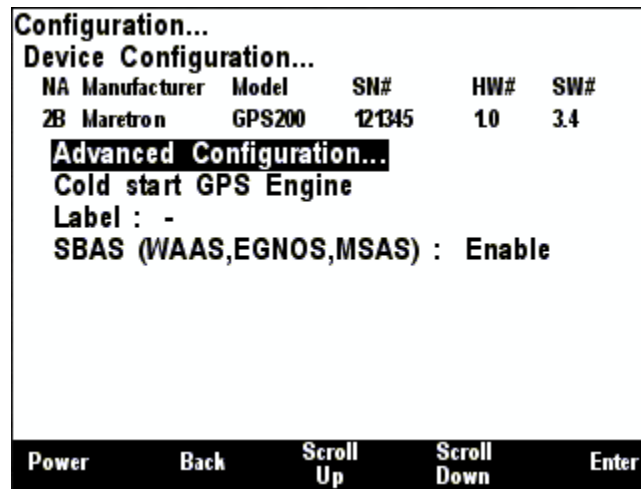 Configuration...
Device Configuration...
NA Manufacturer Model SN# HW# SW#
2B Maretron GPS200 121345 1.0 3.4
Advanced Configuration...
Cold start GPS Engine
Label : -
SBAS (WAAS,EGNOS,MSAS) : Enable
Power Back Scroll Up Scroll Down Enter